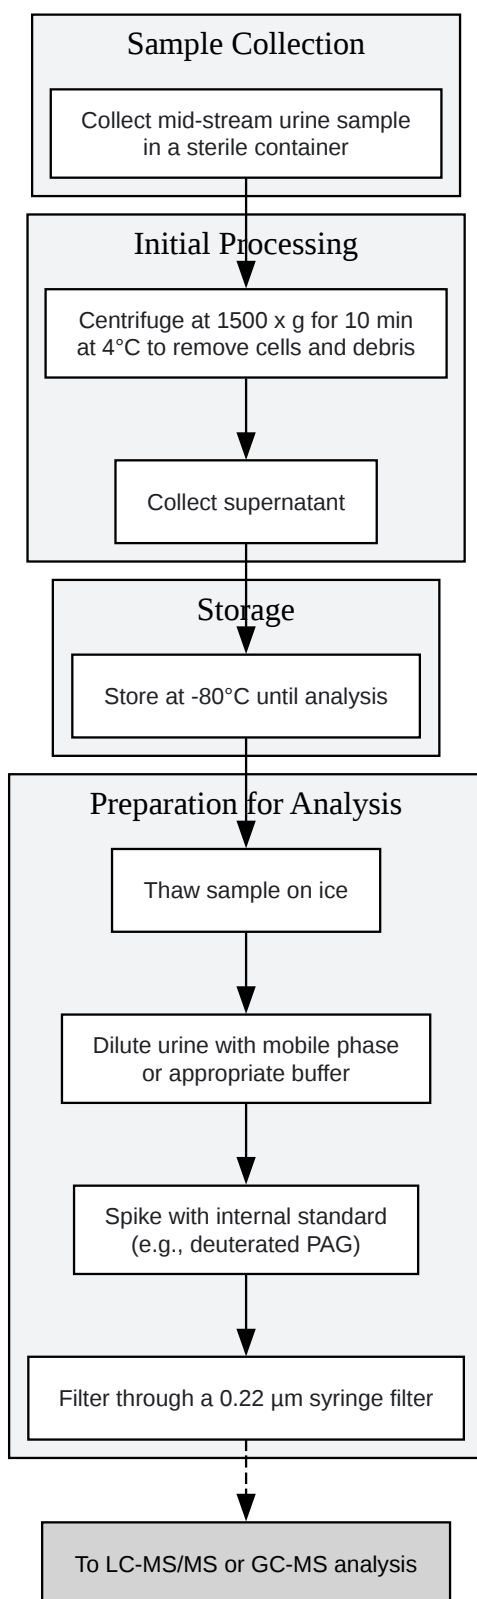 Sample Collection
Collect mid-stream urine sample
in a sterile container
Initial Processing
Centrifuge at 1500 x g for 10 min
at 4°C to remove cells and debris
Collect supernatant
Storage
Store at -80°C until analysis
Preparation for Analysis
Thaw sample on ice
Dilute urine with mobile phase
or appropriate buffer
Spike with internal standard
(e.g., deuterated PAG)
Filter through a 0.22 µm syringe filter
To LC-MS/MS or GC-MS analysis